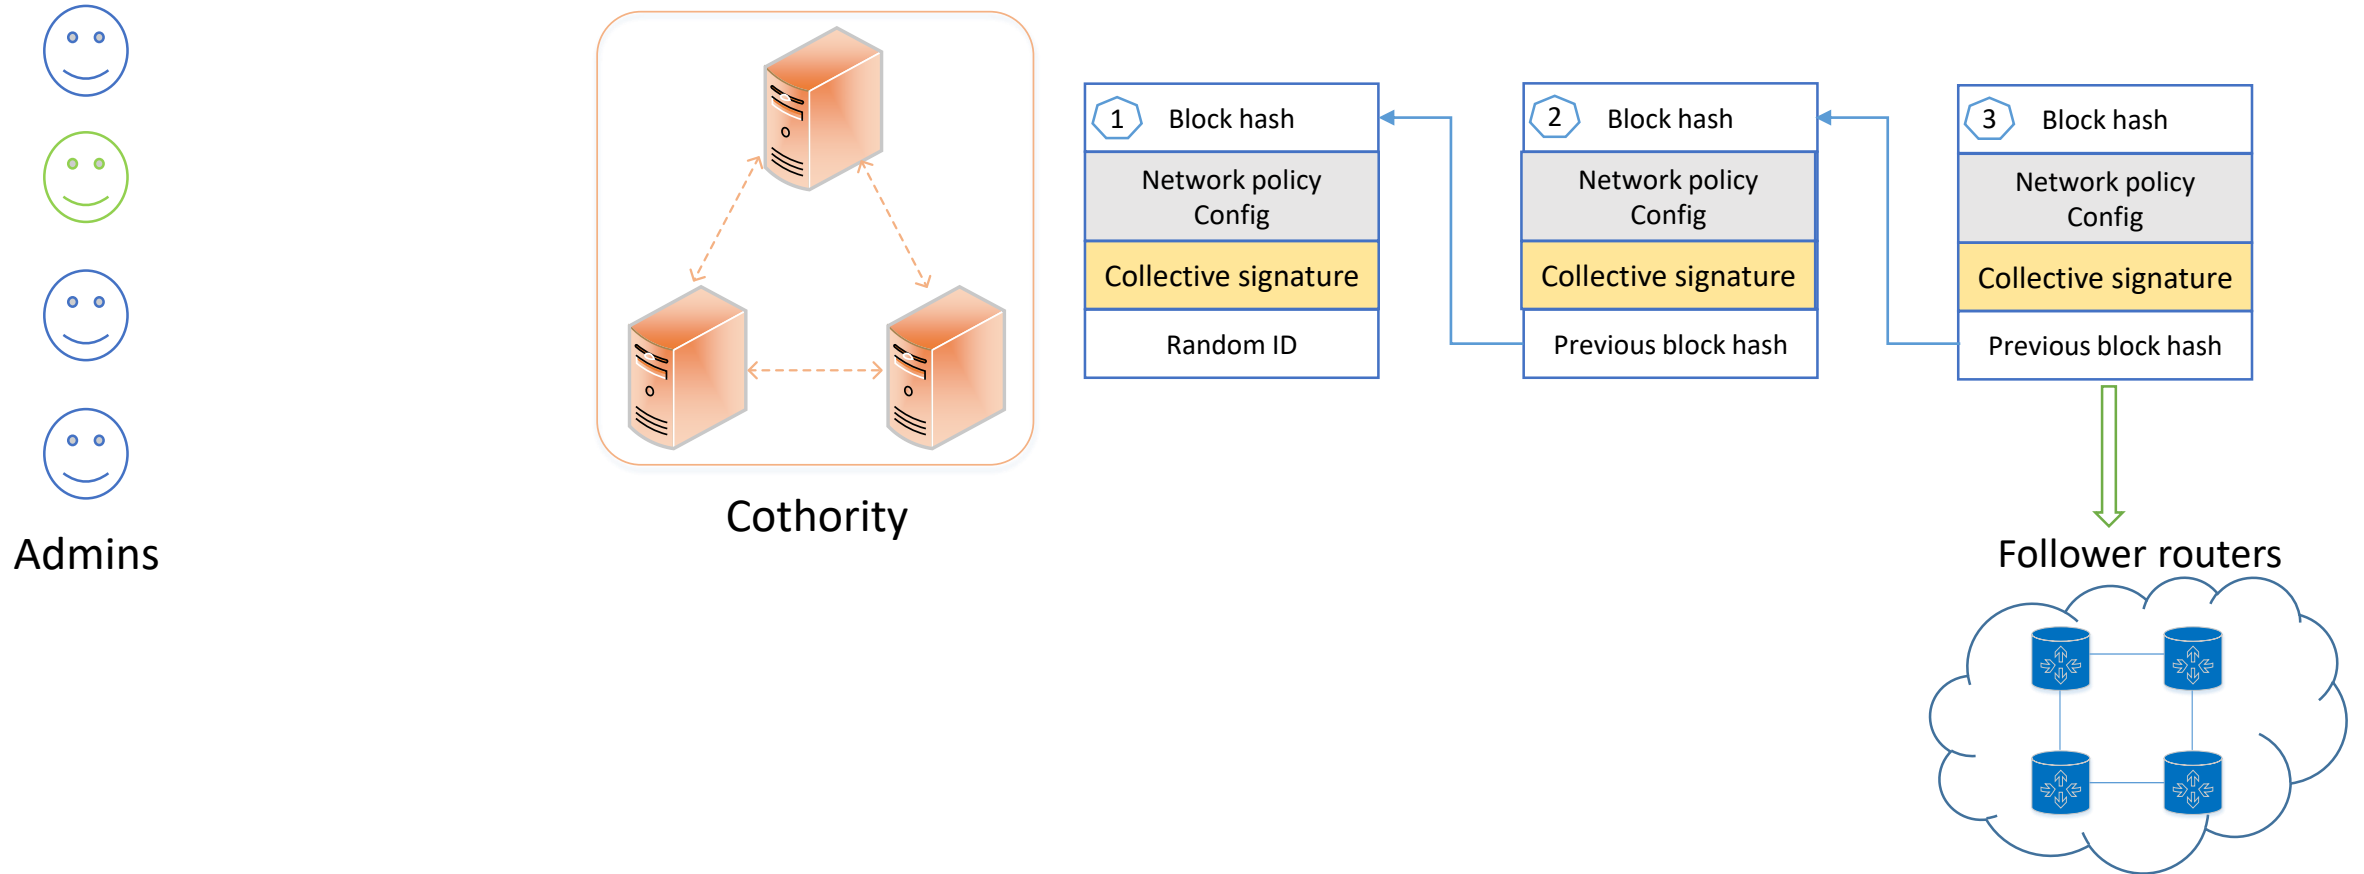 1
Block hash
Network policy
Config
Collective signature
Random ID
2
Block hash
Network policy
Config
Collective signature
Previous block hash
3
Block hash
Network policy
Config
Collective signature
Previous block hash
Cothority
Admins
Follower routers